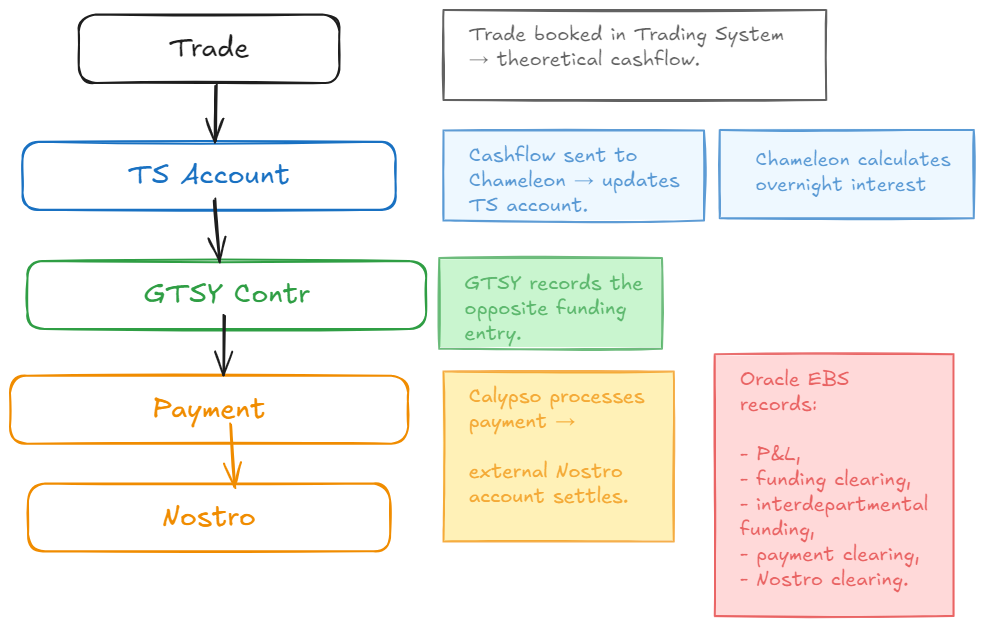 Trade
Trade booked in Trading System
→ theoretical cashflow.
TS Account
Cashflow sent to
Chameleon → updates
TS account.
Chameleon calculates
overnight interest
GTSY Contr
GTSY records the
opposite funding
entry.
Payment
Calypso processes
payment →
external Nostro
account settles.
Nostro
Oracle EBS
records:
- P&L,
- funding clearing,
- interdepartmental
funding,
- payment clearing,
- Nostro clearing.